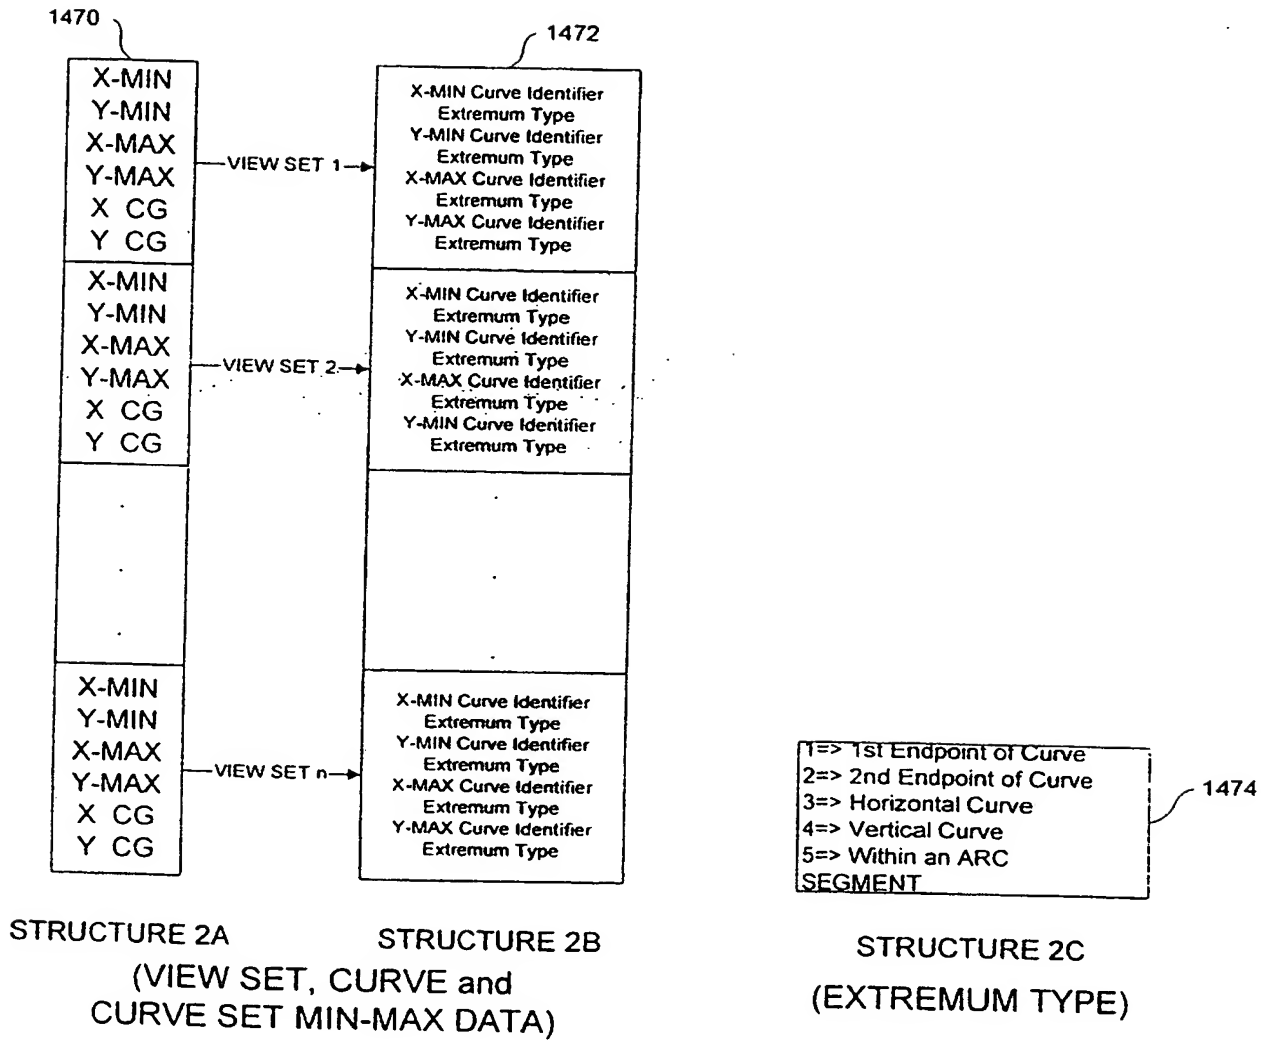 1470
X-MIN
Y-MIN
X-MAX
Y-MAX
X CG
Y CG
VIEW SET 1
1472
X-MIN Curve Identifier
Extremum Type
Y-MIN Curve Identifier
Extremum Type
X-MAX Curve Identifier
Extremum Type
Y-MAX Curve Identifier
Extremum Type
X-MIN
Y-MIN
X-MAX
Y-MAX
X CG
Y CG
VIEW SET 2
X-MIN Curve Identifier
Extremum Type
Y-MIN Curve Identifier
Extremum Type
X-MAX Curve Identifier
Extremum Type
Y-MIN Curve Identifier
Extremum Type
X-MIN
Y-MIN
X-MAX
Y-MAX
X CG
Y CG
VIEW SET n
X-MIN Curve Identifier
Extremum Type
Y-MIN Curve Identifier
Extremum Type
X-MAX Curve Identifier
Extremum Type
Y-MAX Curve Identifier
Extremum Type
1=> 1st Endpoint of Curve
2=> 2nd Endpoint of Curve
3=> Horizontal Curve
4=> Vertical Curve
5=> Within an ARC
SEGMENT
1474
STRUCTURE 2A
STRUCTURE 2B
(VIEW SET, CURVE and
CURVE SET MIN-MAX DATA)
STRUCTURE 2C
(EXTREMUM TYPE)